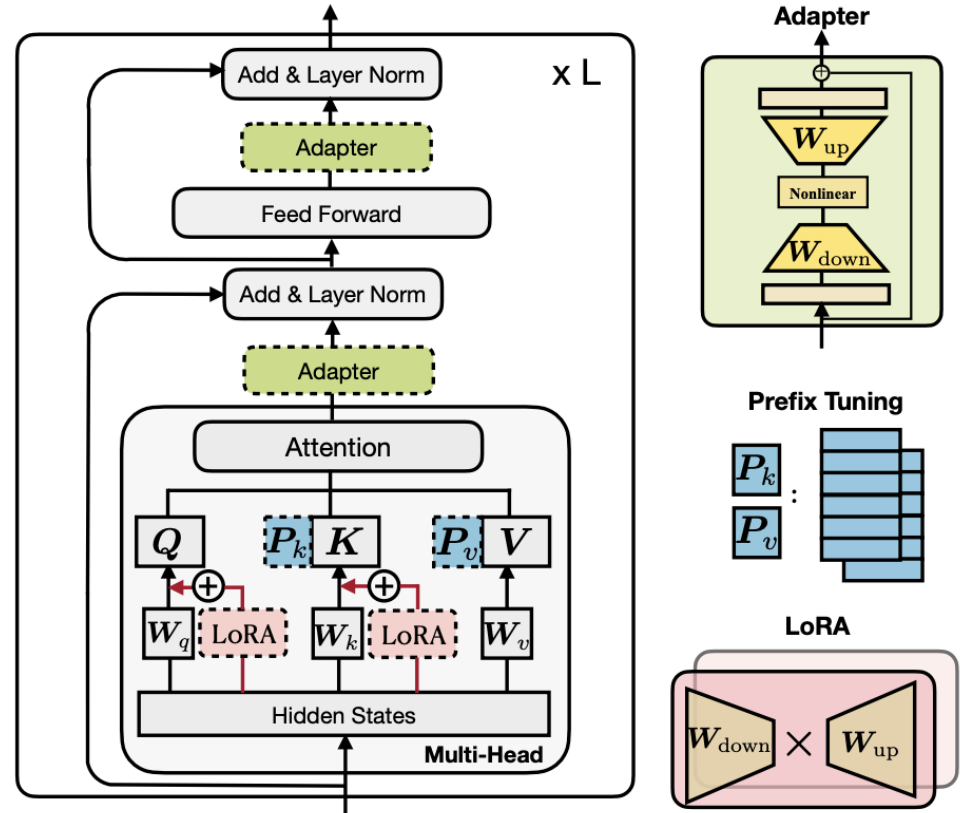 Add & Layer Norm
x L
Adapter
Feed Forward
Add & Layer Norm
Adapter
Attention
Q
P_k
K
P_v
V
+
+
W_q
LoRA
W_k
LoRA
W_v
Hidden States
Multi-Head
Adapter
+
W_up
Nonlinear
W_down
Prefix Tuning
P_k
:
P_v
LoRA
W_down × W_up